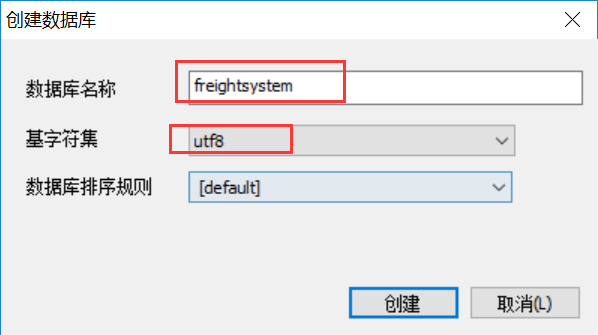 创建数据库
数据库名称 freightsystem
基字符集 utf8
数据库排序规则 [default]
创建 取消(L)